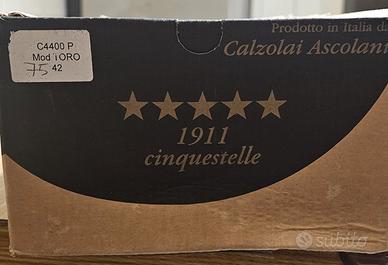 C4400 P
Mod ORO
75 42
Prodotto in Italia da
Calzolai Ascolani
1911
cinquestelle
subito